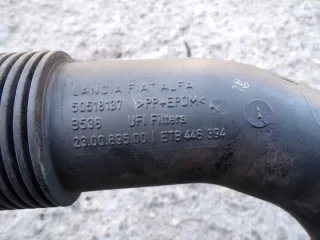 LANCIA FIAT ALFA
50518137 >PP+EPDM<
3536 UFI Filters
23.00.895.00 | ETB 446 394